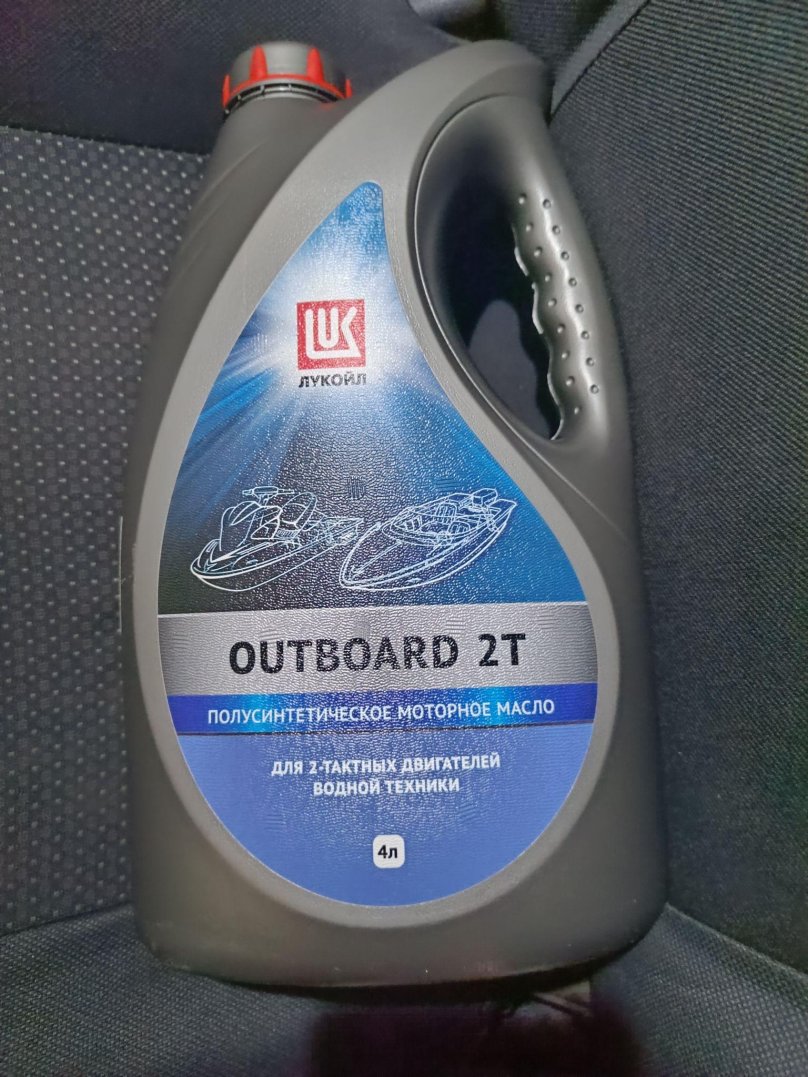 LUK
ЛУКОЙЛ
OUTBOARD 2T
ПОЛУСИНТЕТИЧЕСКОЕ МОТОРНОЕ МАСЛО
ДЛЯ 2-ТАКТНЫХ ДВИГАТЕЛЕЙ
ВОДНОЙ ТЕХНИКИ
4л